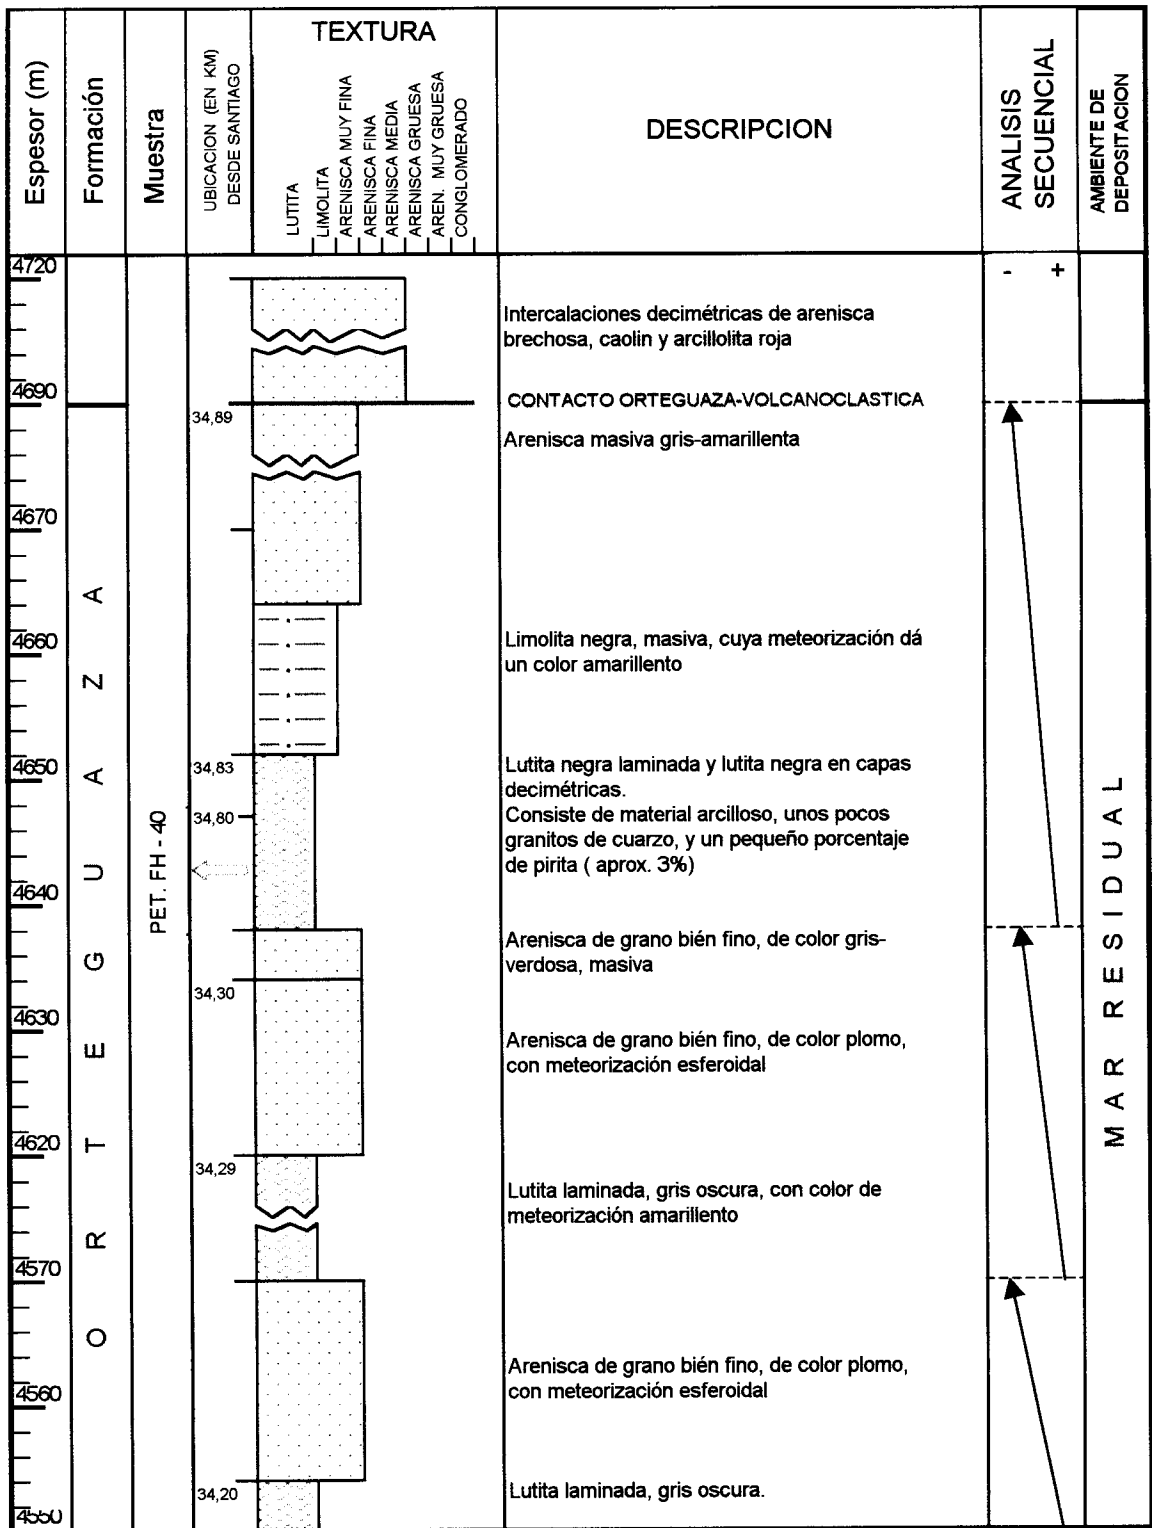 Espesor (m)
Formación
Muestra
UBICACION (EN KM)
DESDE SANTIAGO
TEXTURA
LUTITA
LIMOLITA
ARENISCA MUY FINA
ARENISCA FINA
ARENISCA MEDIA
ARENISCA GRUESA
AREN. MUY GRUESA
CONGLOMERADO
DESCRIPCION
ANALISIS
SECUENCIAL
AMBIENTE DE
DEPOSITACION
4720
- +
Intercalaciones decimétricas de arenisca
brechosa, caolin y arcillolita roja
4690
CONTACTO ORTEGUAZA-VOLCANOCLASTICA
34,89
Arenisca masiva gris-amarillenta
4670
4660
Limolita negra, masiva, cuya meteorización dá
un color amarillento
4650
34,83
Lutita negra laminada y lutita negra en capas
decimétricas.
34,80
Consiste de material arcilloso, unos pocos
granitos de cuarzo, y un pequeño porcentaje
de pirita ( aprox. 3%)
4640
PET. FH - 40
Arenisca de grano bién fino, de color gris-
verdosa, masiva
34,30
4630
Arenisca de grano bién fino, de color plomo,
con meteorización esferoidal
4620
34,29
Lutita laminada, gris oscura, con color de
meteorización amarillento
4570
Arenisca de grano bién fino, de color plomo,
con meteorización esferoidal
4560
34,20
Lutita laminada, gris oscura.
4550
ORTEGUAZA
MAR RESIDUAL